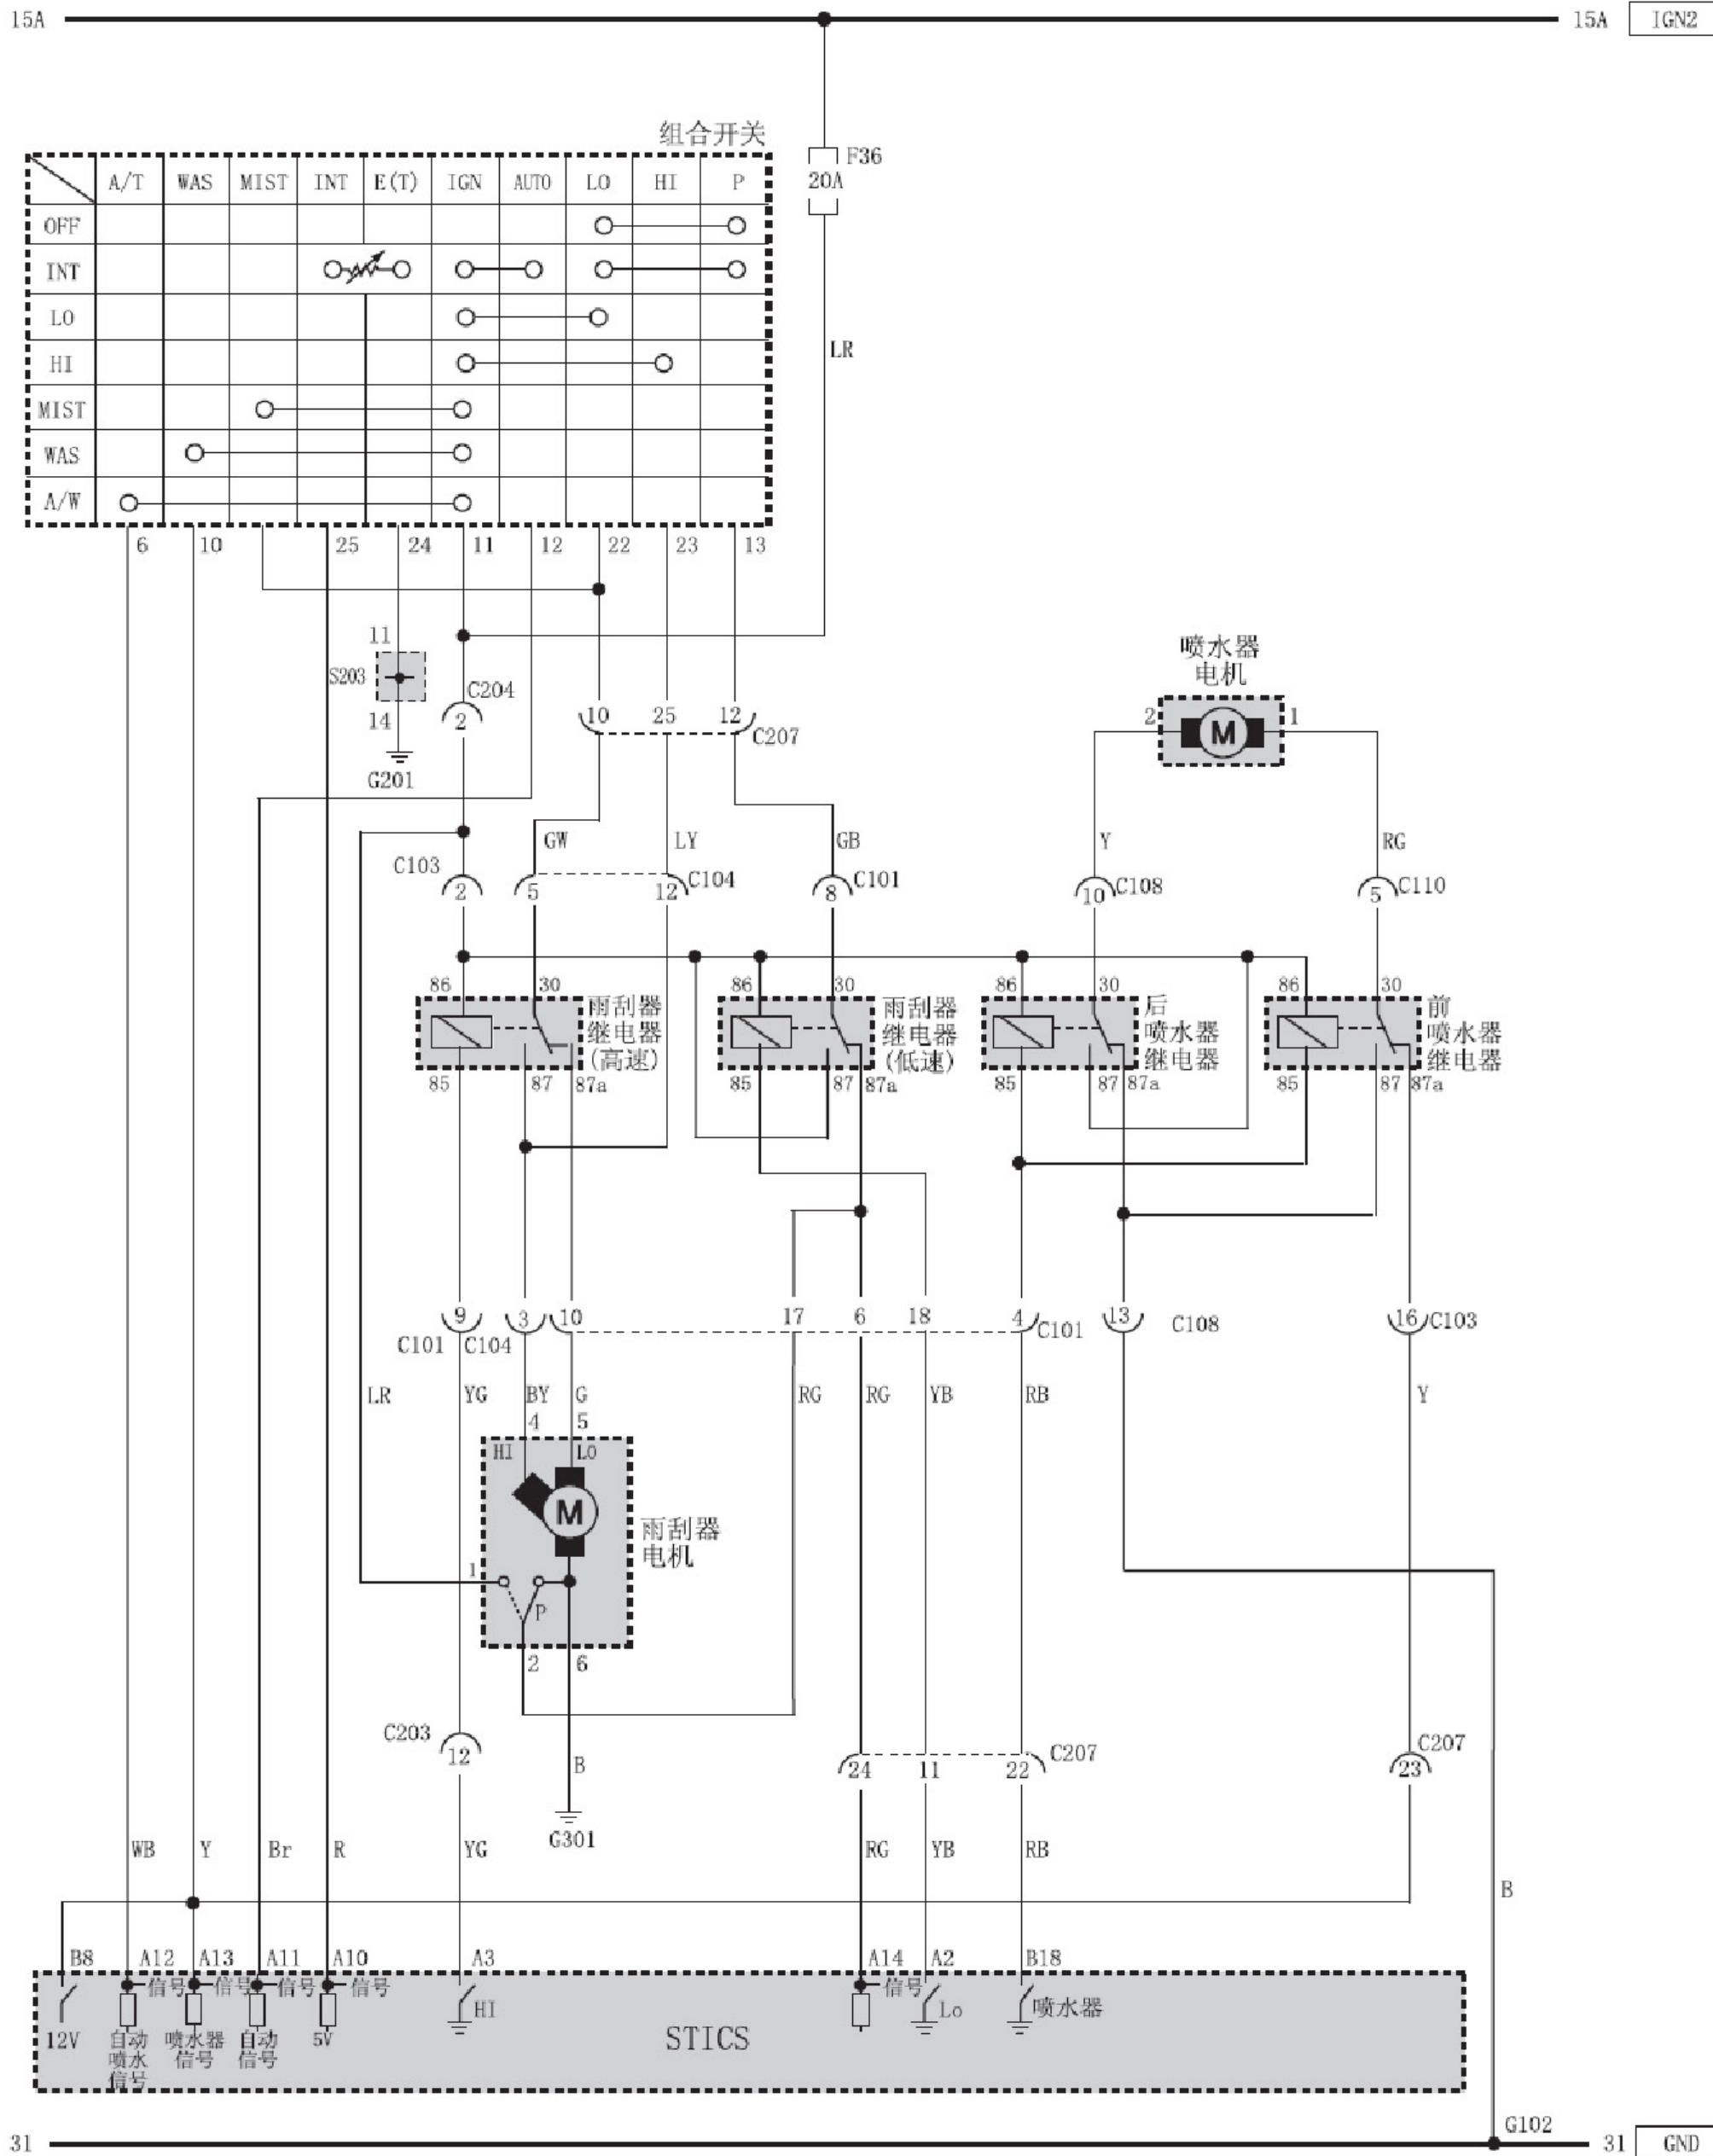 15A 15A IGN2
组合开关
F36
20A
A/T WAS MIST INT E(T) IGN AUTO LO HI P
OFF
INT
LO
HI
MIST
WAS
A/W
LR
6 10 25 24 11 12 22 23 13
11
S203
14
G201
C204
2
10 25 12
C207
喷水器
电机
2 M 1
GW LY GB Y RG
C103
2 5 12 C104 8 C101 10 C108 5 C110
86 30 86 30 86 30 86 30
雨刮器
继电器
(高速)
雨刮器
继电器
(低速)
后
喷水器
继电器
前
喷水器
继电器
85 87 87a 85 87 87a 85 87 87a 85 87 87a
9 3 10 17 6 18 4 13 16
C101 C104 C101 C108 C103
LR YG BY G RG RG YB RB Y
4 5
HI LO
M
雨刮器
电机
1
P
2 6
C203
12
B
G301
24 11 22 C207
C207
23
WB Y Br R YG RG YB RB
B
B8 A12 A13 A11 A10 A3 A14 A2 B18
信号 信号 信号 信号 信号
HI Lo 喷水器
12V
自动
喷水
信号
喷水器
信号
自动
信号
5V
STICS
G102
31 31 GND